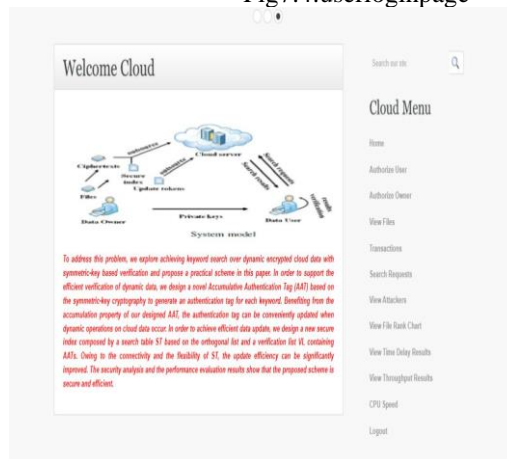 Fig7.4.userloginpage
Welcome Cloud
outsource
Ciphertexts
Cloud server
outsource
Secure
index
Update tokens
Files
Search requests
Search results
results
verification
Data Owner
Private keys
Data User
System model
To address this problem, we explore achieving keyword search over dynamic encrypted cloud data with
symmetric-key based verification and propose a practical scheme in this paper. In order to support the
efficient verification of dynamic data, we design a novel Accumulative Authentication Tag (AAT) based on
the symmetric-key cryptography to generate an authentication tag for each keyword. Benefiting from the
accumulation property of our designed AAT, the authentication tag can be conveniently updated when
dynamic operations on cloud data occur. In order to achieve efficient data update, we design a new secure
index composed by a search table ST based on the orthogonal list and a verification list VL containing
AATs. Owing to the connectivity and the flexibility of ST, the update efficiency can be significantly
improved. The security analysis and the performance evaluation results show that the proposed scheme is
secure and efficient.
Search our site
Cloud Menu
Home
Authorize User
Authorize Owner
View Files
Transactions
Search Requests
View Attackers
View File Rank Chart
View Time Delay Results
View Throughput Results
CPU Speed
Logout